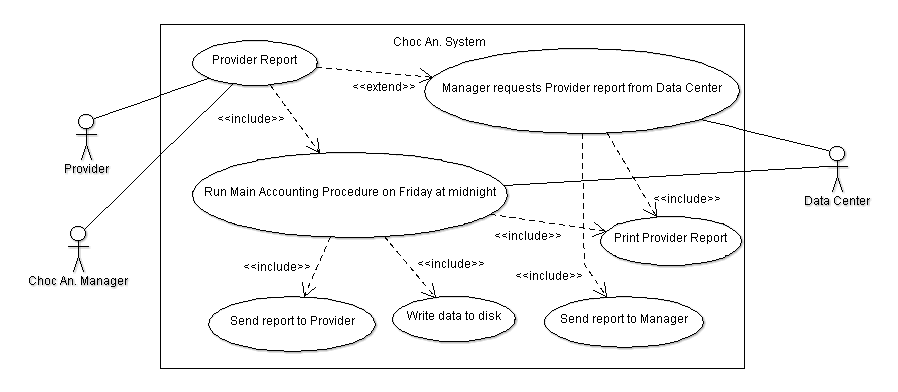 Choc An. System
Provider Report
Manager requests Provider report from Data Center
<<extend>>
<<include>>
Provider
Run Main Accounting Procedure on Friday at midnight
Data Center
<<include>>
<<include>>
Print Provider Report
Choc An. Manager
<<include>>
<<include>>
<<include>>
Send report to Provider
Write data to disk
Send report to Manager